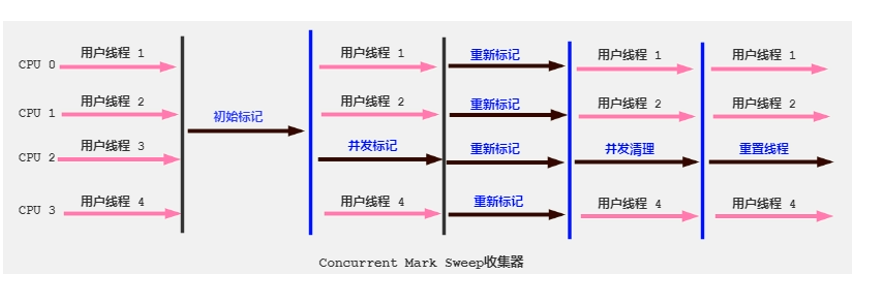 CPU 0 用户线程 1 用户线程 1 重新标记 用户线程 1 用户线程 1
CPU 1 用户线程 2 初始标记 用户线程 2 重新标记 用户线程 2 用户线程 2
CPU 2 用户线程 3 并发标记 重新标记 并发清理 重置线程
CPU 3 用户线程 4 用户线程 4 重新标记 用户线程 4 用户线程 4
Concurrent Mark Sweep收集器